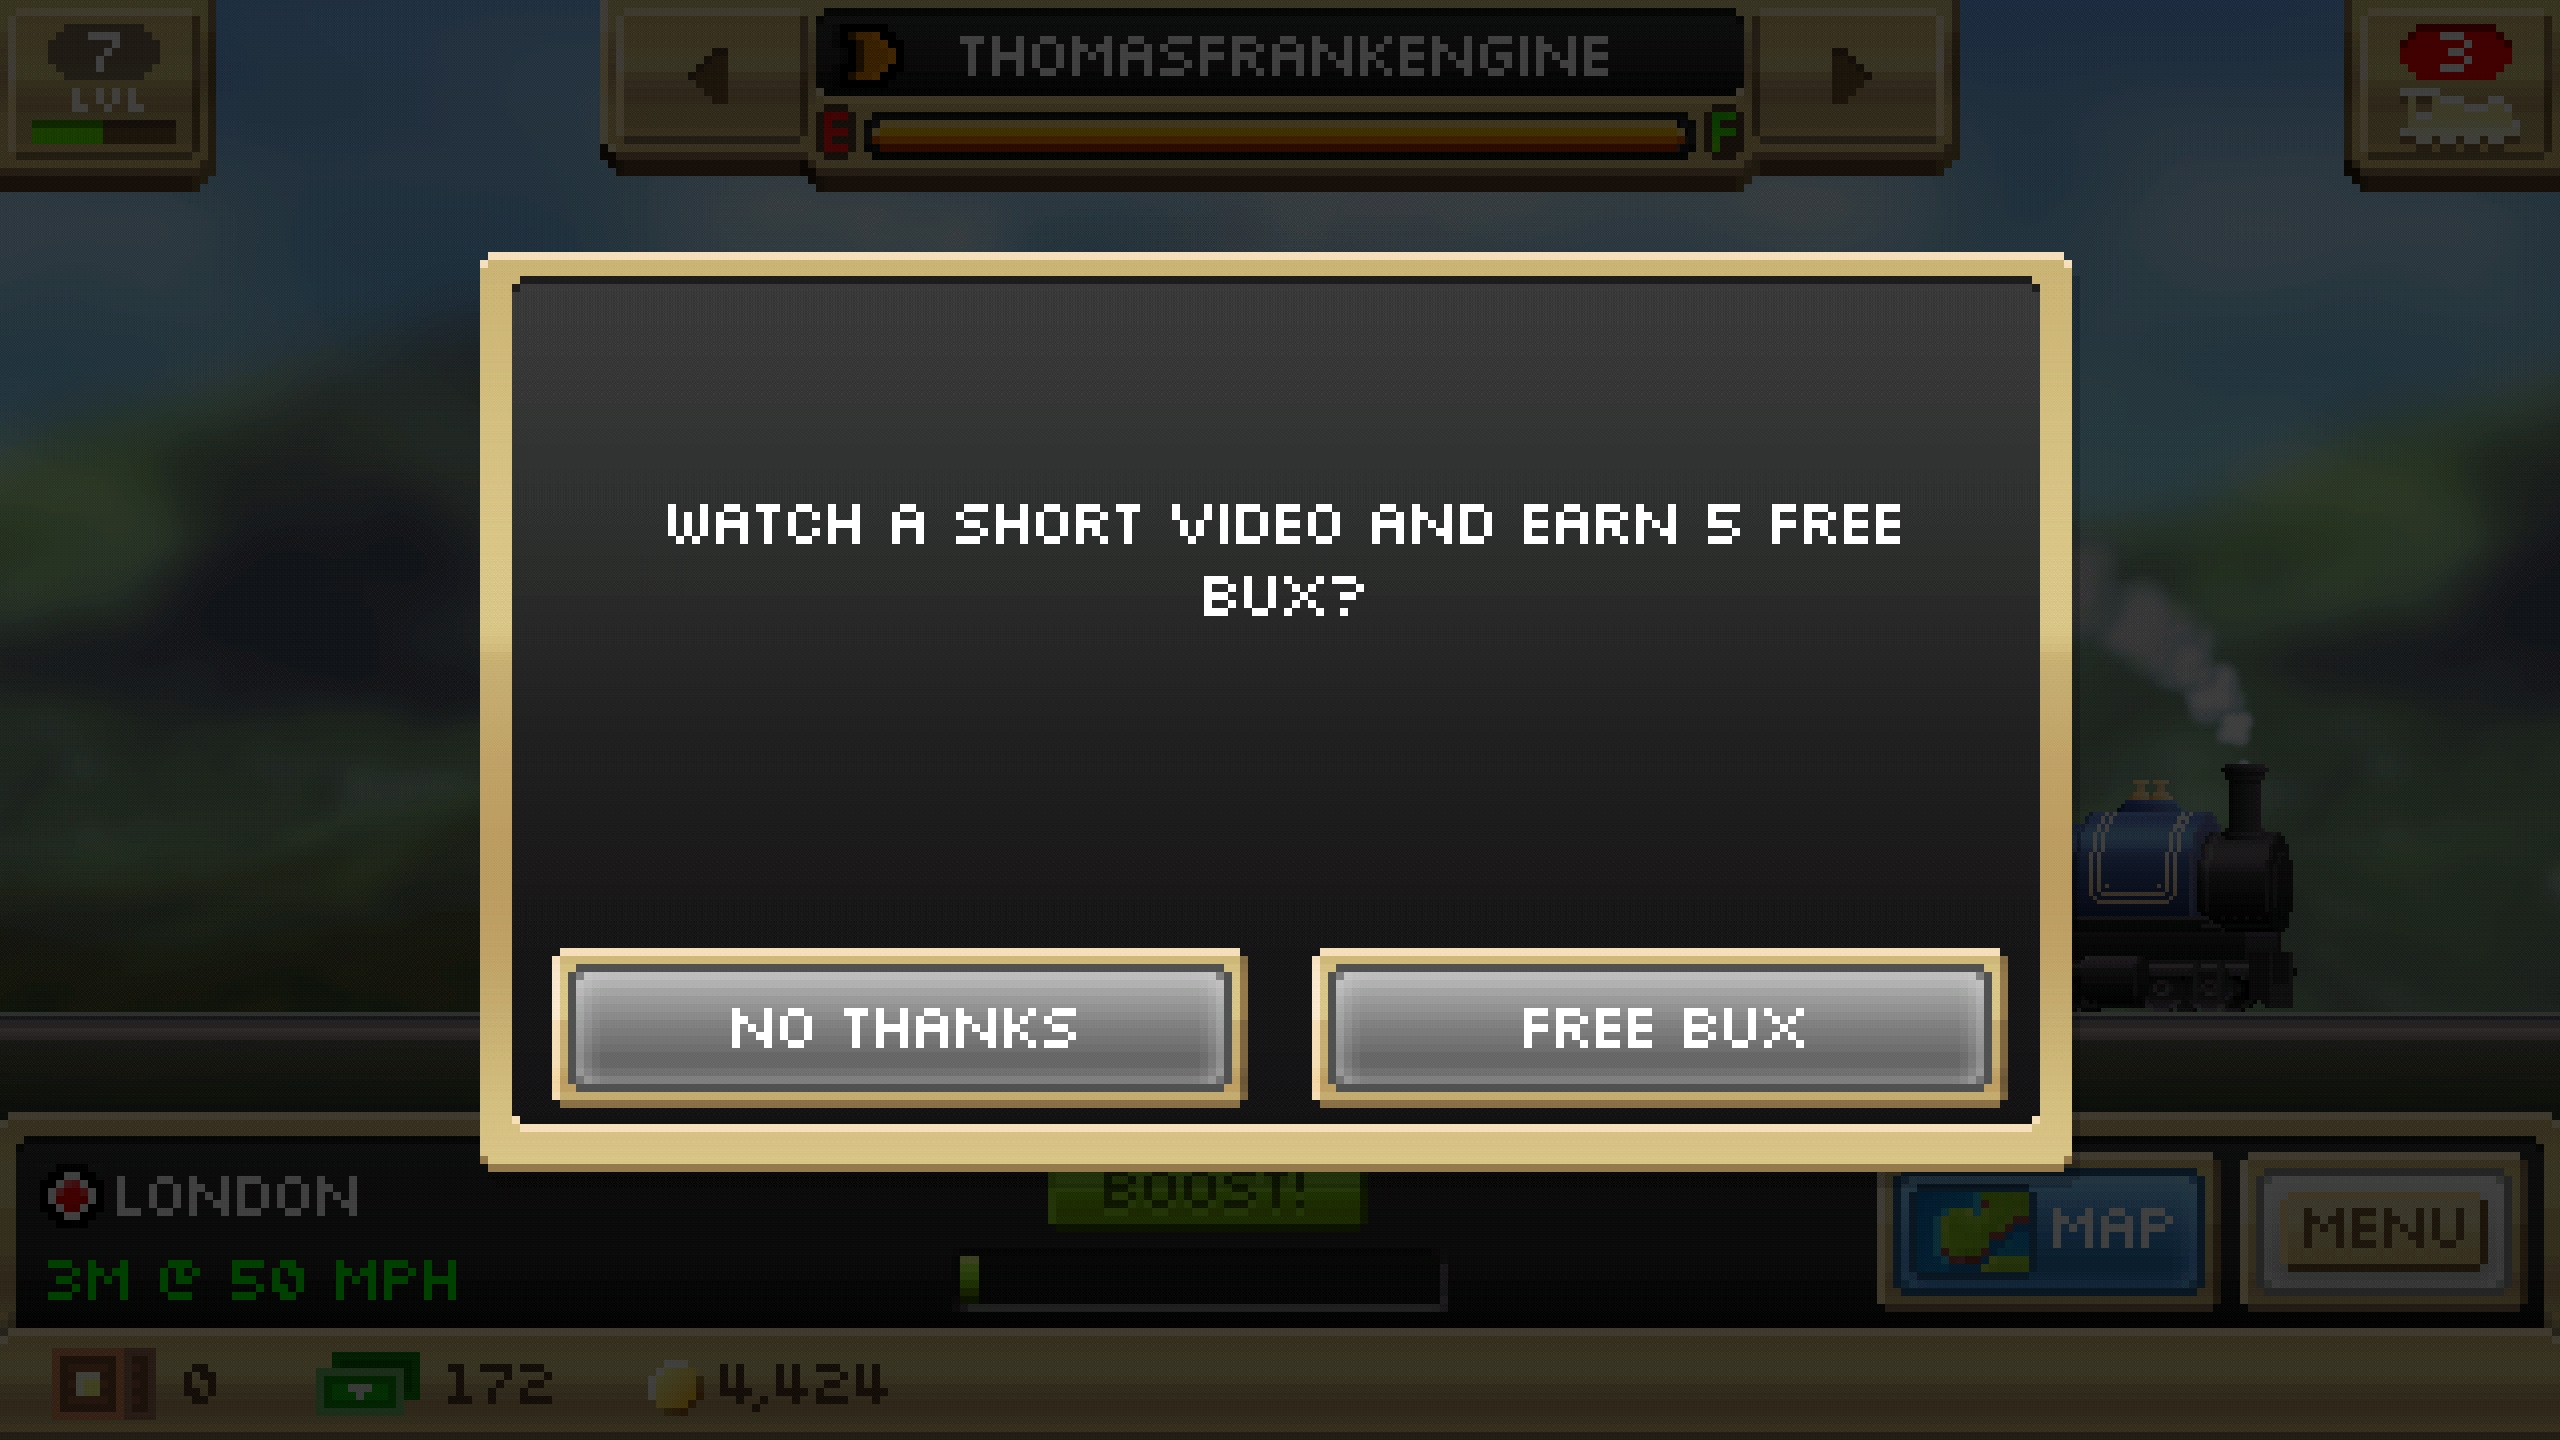 7
LVL
THOMASFRANKENGINE
E F
3
WATCH A SHORT VIDEO AND EARN 5 FREE
BUX?
NO THANKS
FREE BUX
LONDON
3M @ 50 MPH
BOOST!
MAP
MENU
0
172
4,424